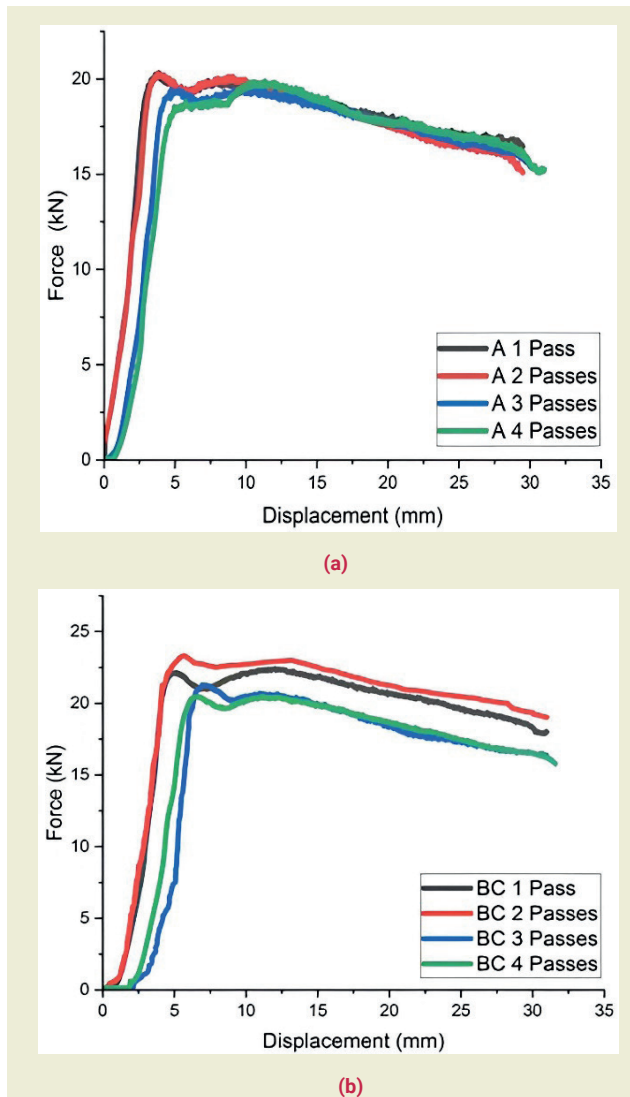 20
15
10
5
0
Force (kN)
A 1 Pass
A 2 Passes
A 3 Passes
A 4 Passes
0 5 10 15 20 25 30 35
Displacement (mm)
(a)
25
20
15
10
5
0
Force (kN)
BC 1 Pass
BC 2 Passes
BC 3 Passes
BC 4 Passes
0 5 10 15 20 25 30 35
Displacement (mm)
(b)